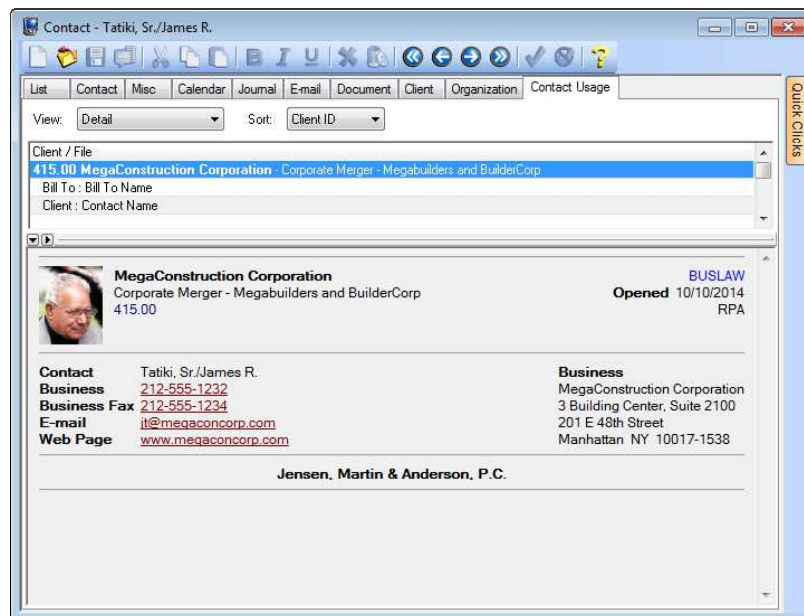 Contact - Tatiki, Sr./James R.
List Contact Misc Calendar Journal E-mail Document Client Organization Contact Usage
Quick Clicks
View: Detail Sort: Client ID
Client / File
415.00 MegaConstruction Corporation - Corporate Merger - Megabuilders and BuilderCorp
Bill To : Bill To Name
Client : Contact Name
MegaConstruction Corporation BUSLAW
Corporate Merger - Megabuilders and BuilderCorp Opened 10/10/2014
415.00 RPA
Contact Tatiki, Sr./James R. Business
Business 212-555-1232 MegaConstruction Corporation
Business Fax 212-555-1234 3 Building Center, Suite 2100
E-mail jt@megaconcorp.com 201 E 48th Street
Web Page www.megaconcorp.com Manhattan NY 10017-1538
Jensen, Martin & Anderson, P.C.